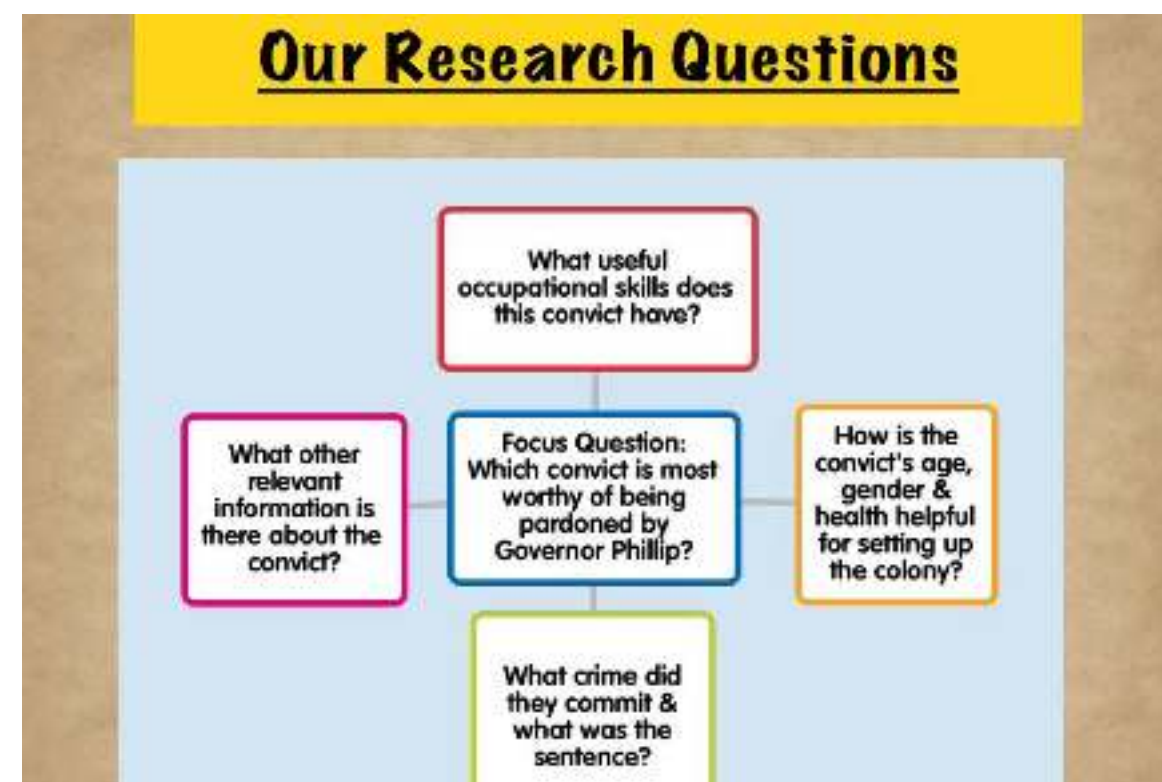 Our Research Questions
What useful
occupational skills does
this convict have?
What other
relevant
information is
there about the
convict?
Focus Question:
Which convict is most
worthy of being
pardoned by
Governor Phillip?
How is the
convict's age,
gender &
health helpful
for setting up
the colony?
What crime did
they commit &
what was the
sentence?